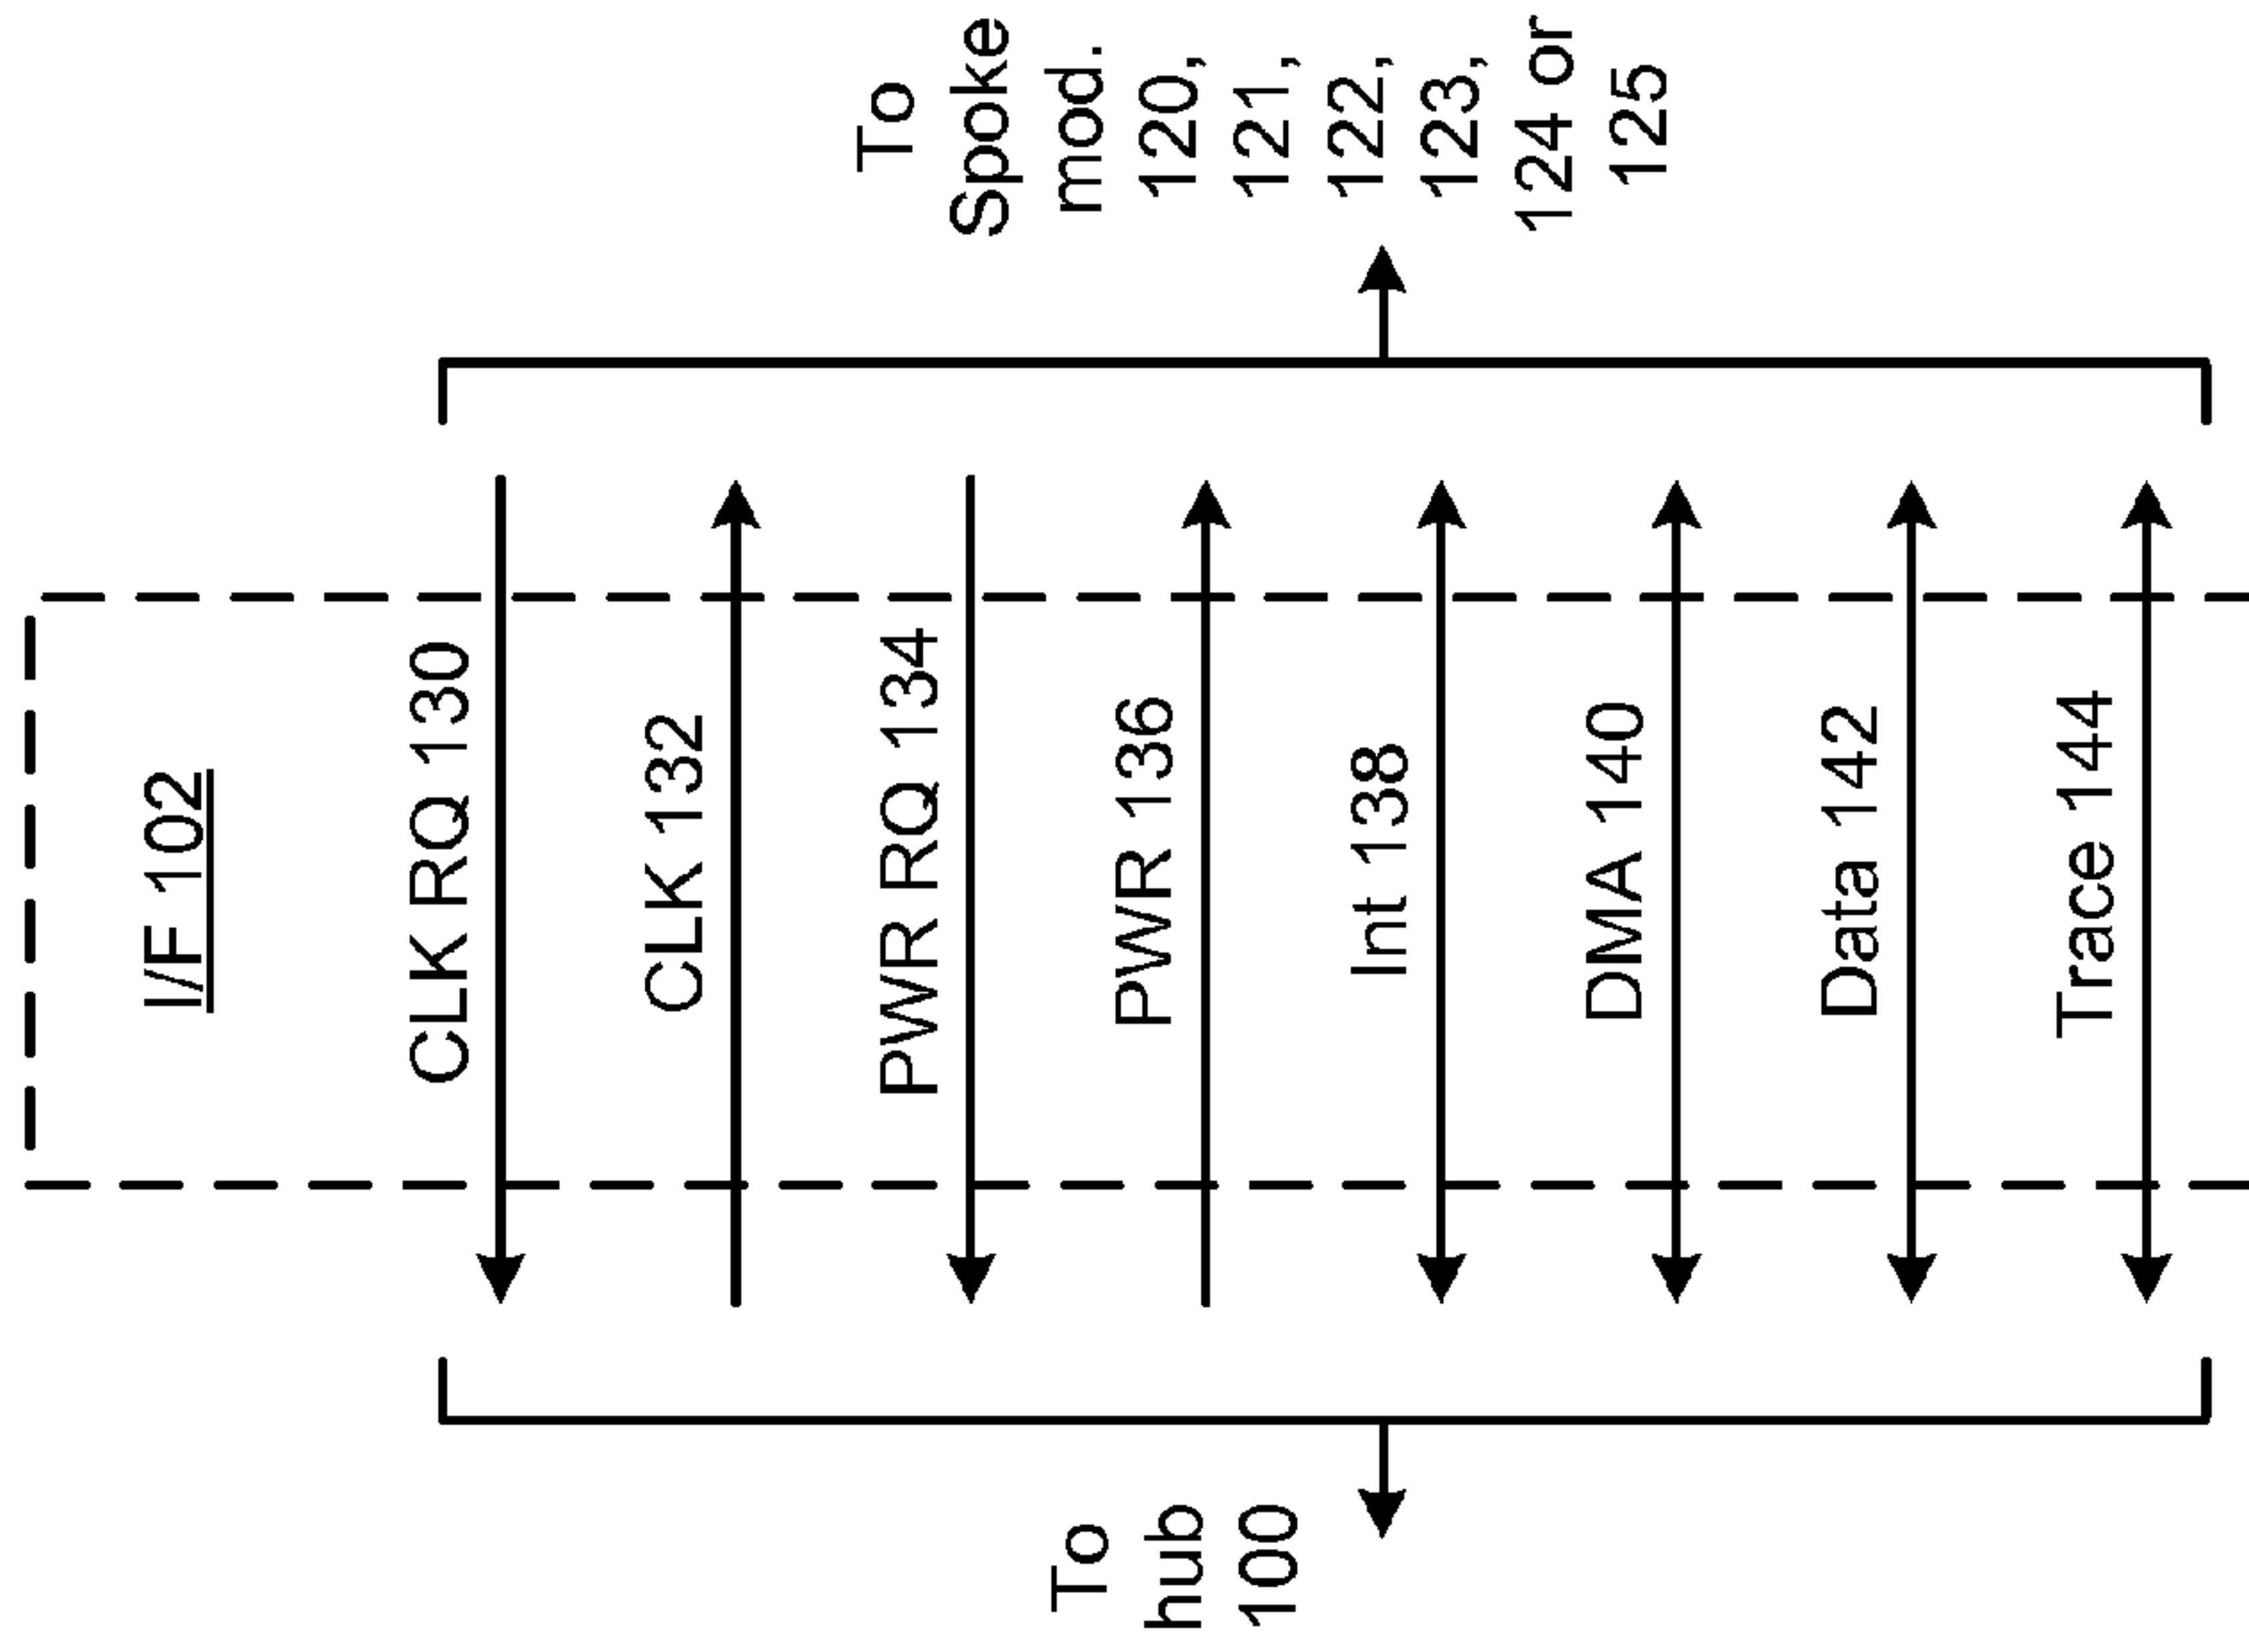 I/F 102
CLK RQ 130
CLK 132
PWR RQ 134
PWR 136
Int 138
DMA 140
Data 142
Trace 144
To
hub
100
To
Spoke
mod.
120,
121,
122,
123,
124 or
125